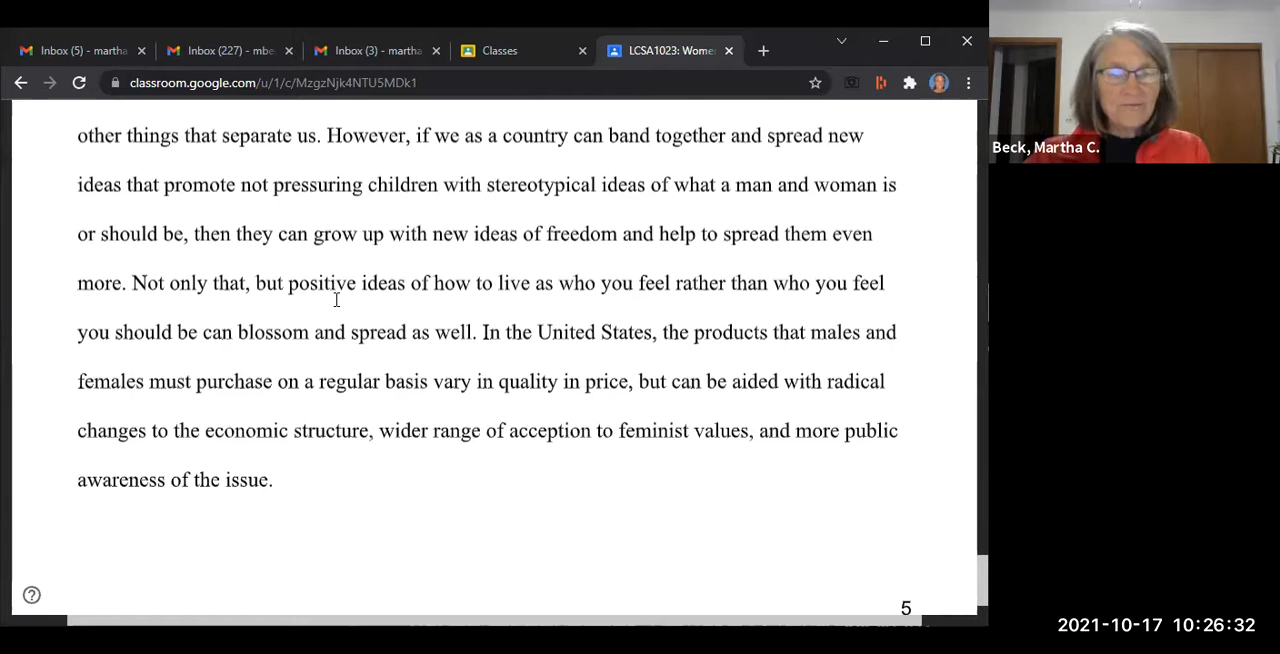 Inbox (5) - martha
Inbox (227) - mbe
Inbox (3) - martha
Classes
LCSA1023: Wome
classroom.google.com/u/1/c/MzgzNjk4NTU5MDk1
Beck, Martha C.
other things that separate us. However, if we as a country can band together and spread new
ideas that promote not pressuring children with stereotypical ideas of what a man and woman is
or should be, then they can grow up with new ideas of freedom and help to spread them even
more. Not only that, but positive ideas of how to live as who you feel rather than who you feel
you should be can blossom and spread as well. In the United States, the products that males and
females must purchase on a regular basis vary in quality in price, but can be aided with radical
changes to the economic structure, wider range of acception to feminist values, and more public
awareness of the issue.
5
2021-10-17 10:26:32